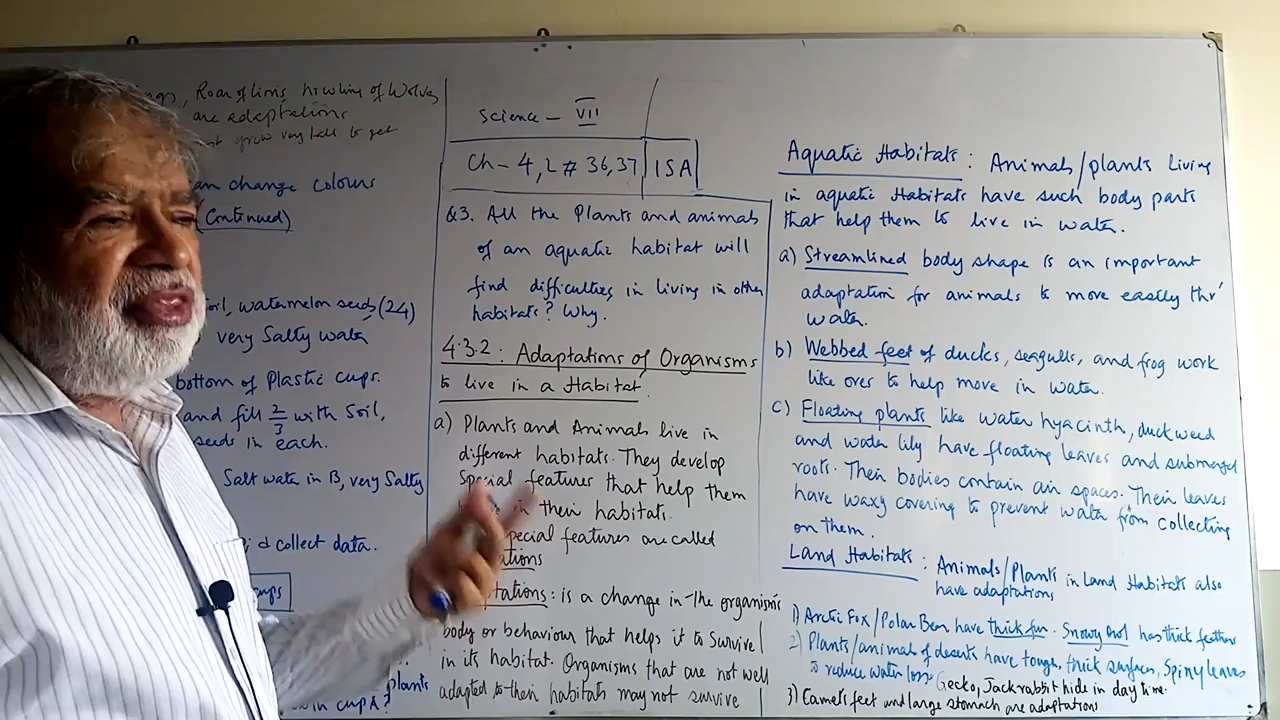 Roar of lions, howling of Wolves
are adaptations
grow very tall to get
change colours
(Continued)
soil, watermelon seeds, (24)
very Salty water
bottom of Plastic cups.
and fill 2/3 with Soil,
seeds in each.
Salt water in B, very Salty
collect data.
cups
plants
in cup A?
Science - VII
Ch-4, L # 36,37 ISA
Q3. All the Plants and animals
of an aquatic habitat will
find difficulties in living in other
habitats? Why.
4.3.2: Adaptations of Organisms
to live in a Habitat.
a) Plants and Animals live in
different habitats. They develop
Special features that help them
in their habitats.
special features are called
: is a change in the organism's
body or behaviour that helps it to Survive
in its habitat. Organisms that are not well
adapted to their habitats may not survive
Aquatic Habitats: Animals/plants Living
in aquatic Habitats have such body parts
that help them to live in water.
a) Streamlined body shape is an important
adaptation for animals to move easily thr'
water.
b) Webbed feet of ducks, seagulls, and frog work
like ores to help move in water.
c) Floating plants like water hyacinth, duckweed
and water lily have floating leaves and submerged
roots. Their bodies contain air spaces. Their leaves
have waxy covering to prevent water from collecting
on them.
Land Habitats: Animals/Plants in Land Habitats also
have adaptations
1) Arctic Fox/Polar Bear have thick fur. Snowy owl has thick feathers
2) Plants/animals of deserts have tough, thick surfaces, Spiny leaves
to reduce water loss. Gecko, Jack rabbit hide in day time.
3) Camel's feet and large stomach are adaptations